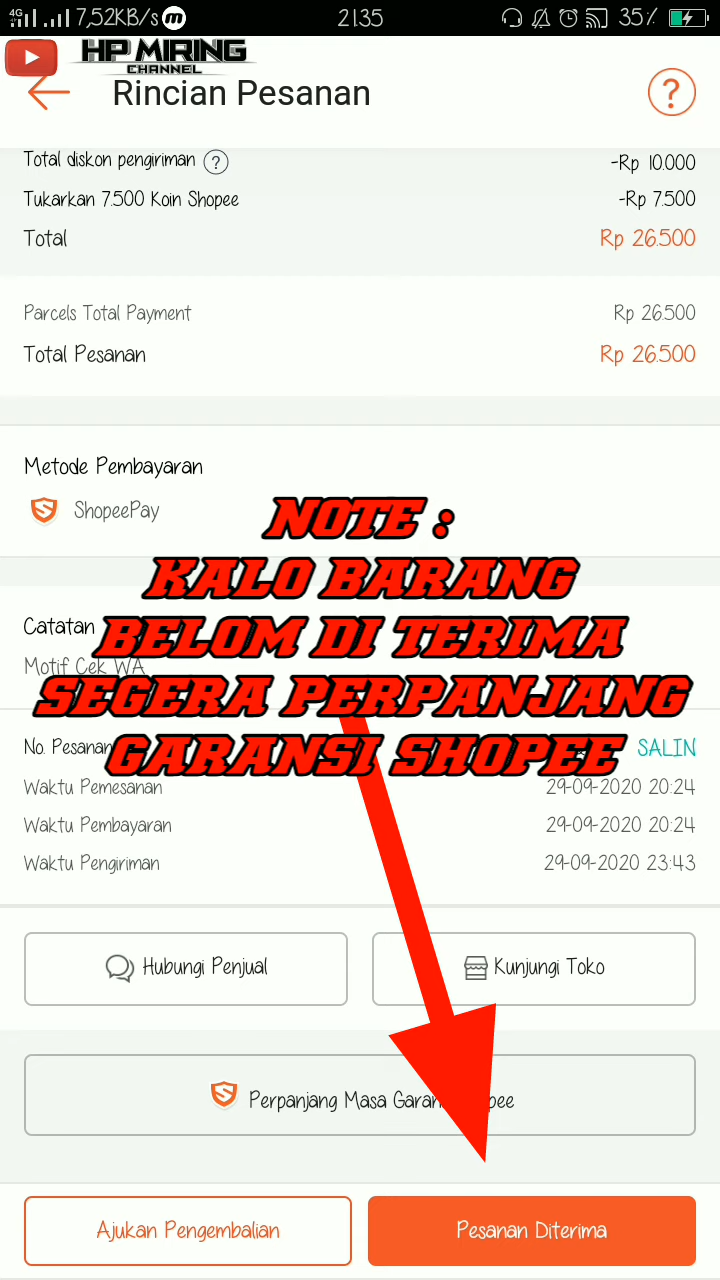 4G 7,52KB/s m 21.35 35%
HP MIRING
CHANNEL
Rincian Pesanan ?
Total diskon pengiriman ? -Rp 10.000
Tukarkan 7.500 Koin Shopee -Rp 7.500
Total Rp 26.500
Parcels Total Payment Rp 26.500
Total Pesanan Rp 26.500
Metode Pembayaran
ShopeePay
NOTE :
KALO BARANG
BELOM DI TERIMA
SEGERA PERPANJANG
GARANSI SHOPEE
Catatan
Motif Cek WA
No. Pesanan SALIN
Waktu Pemesanan 29-09-2020 20:24
Waktu Pembayaran 29-09-2020 20:24
Waktu Pengiriman 29-09-2020 23:43
Hubungi Penjual Kunjungi Toko
Perpanjang Masa
Ajukan Pengembalian Pesanan Diterima